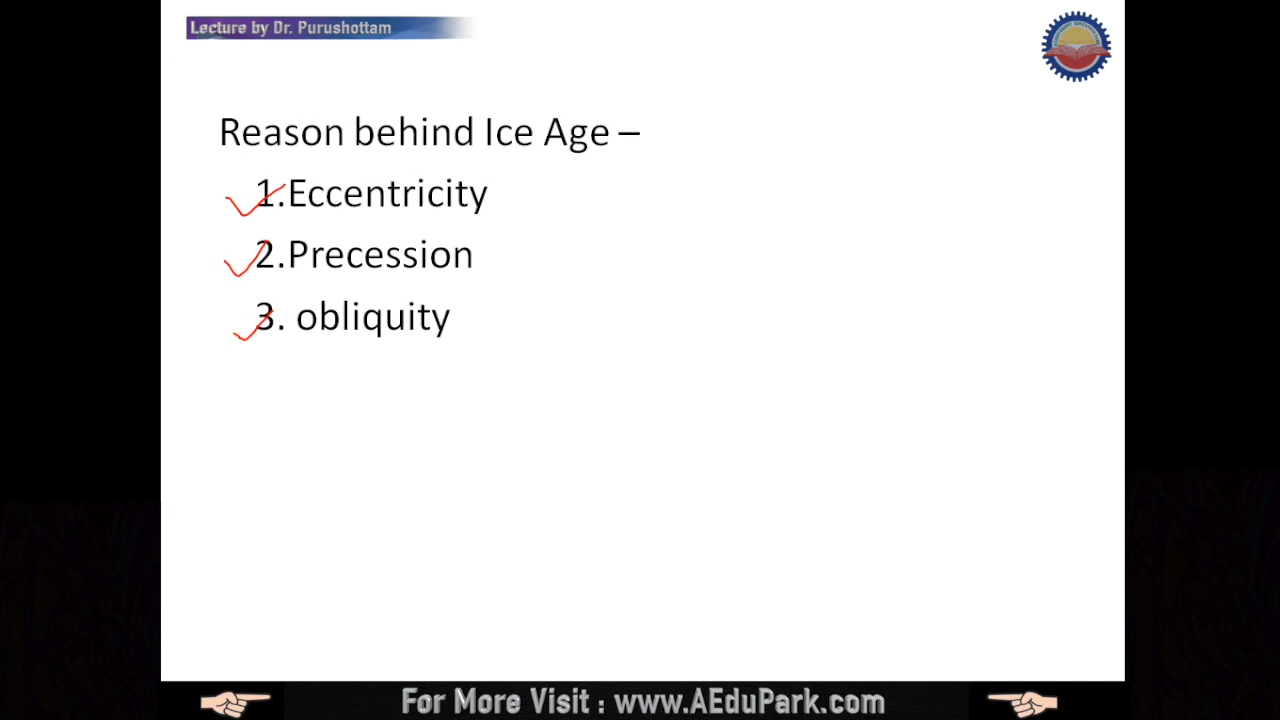 Lecture by Dr. Purushottam
Reason behind Ice Age –
1.Eccentricity
2.Precession
3. obliquity
For More Visit : www.AEduPark.com